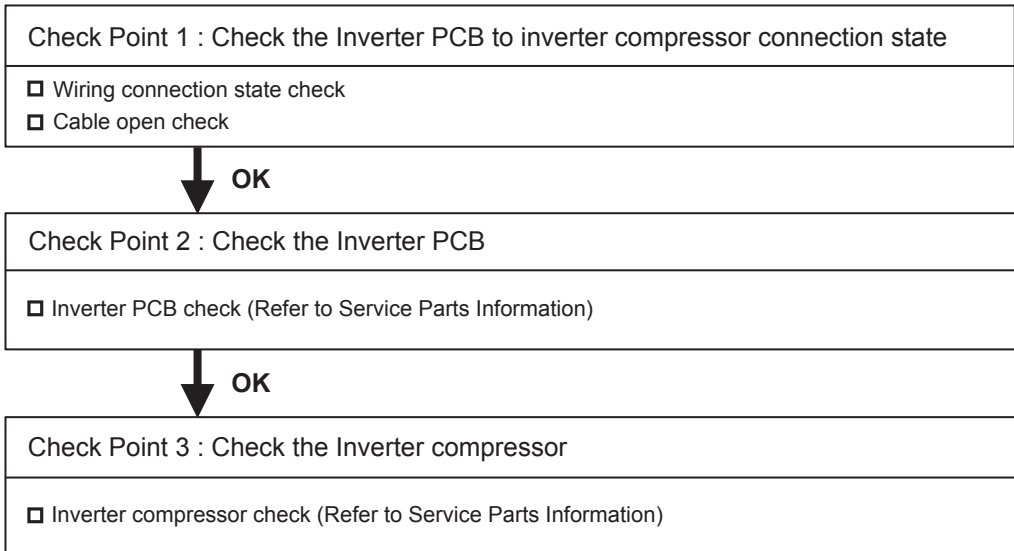 Check Point 1 : Check the Inverter PCB to inverter compressor connection state
Wiring connection state check
Cable open check
OK
Check Point 2 : Check the Inverter PCB
Inverter PCB check (Refer to Service Parts Information)
OK
Check Point 3 : Check the Inverter compressor
Inverter compressor check (Refer to Service Parts Information)